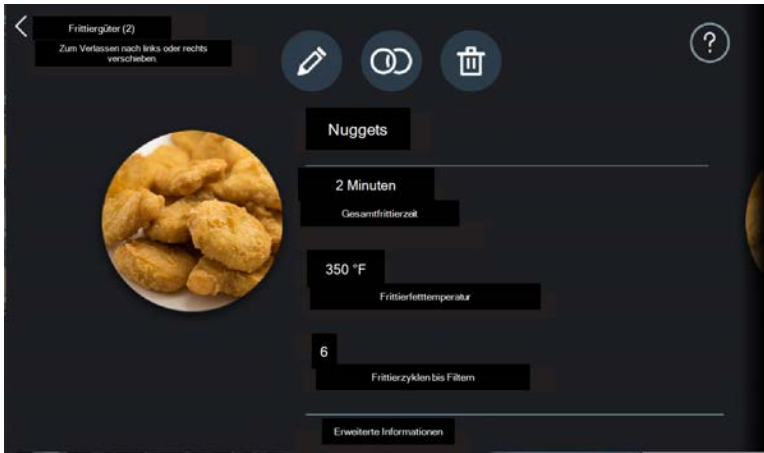 Frittiergüter (2)
Zum Verlassen nach links oder rechts
verschieben.
?
Nuggets
2 Minuten
Gesamtfrittierzeit
350 °F
Frittierfetttemperatur
6
Frittierzyklen bis Filtern
Erweiterte Informationen